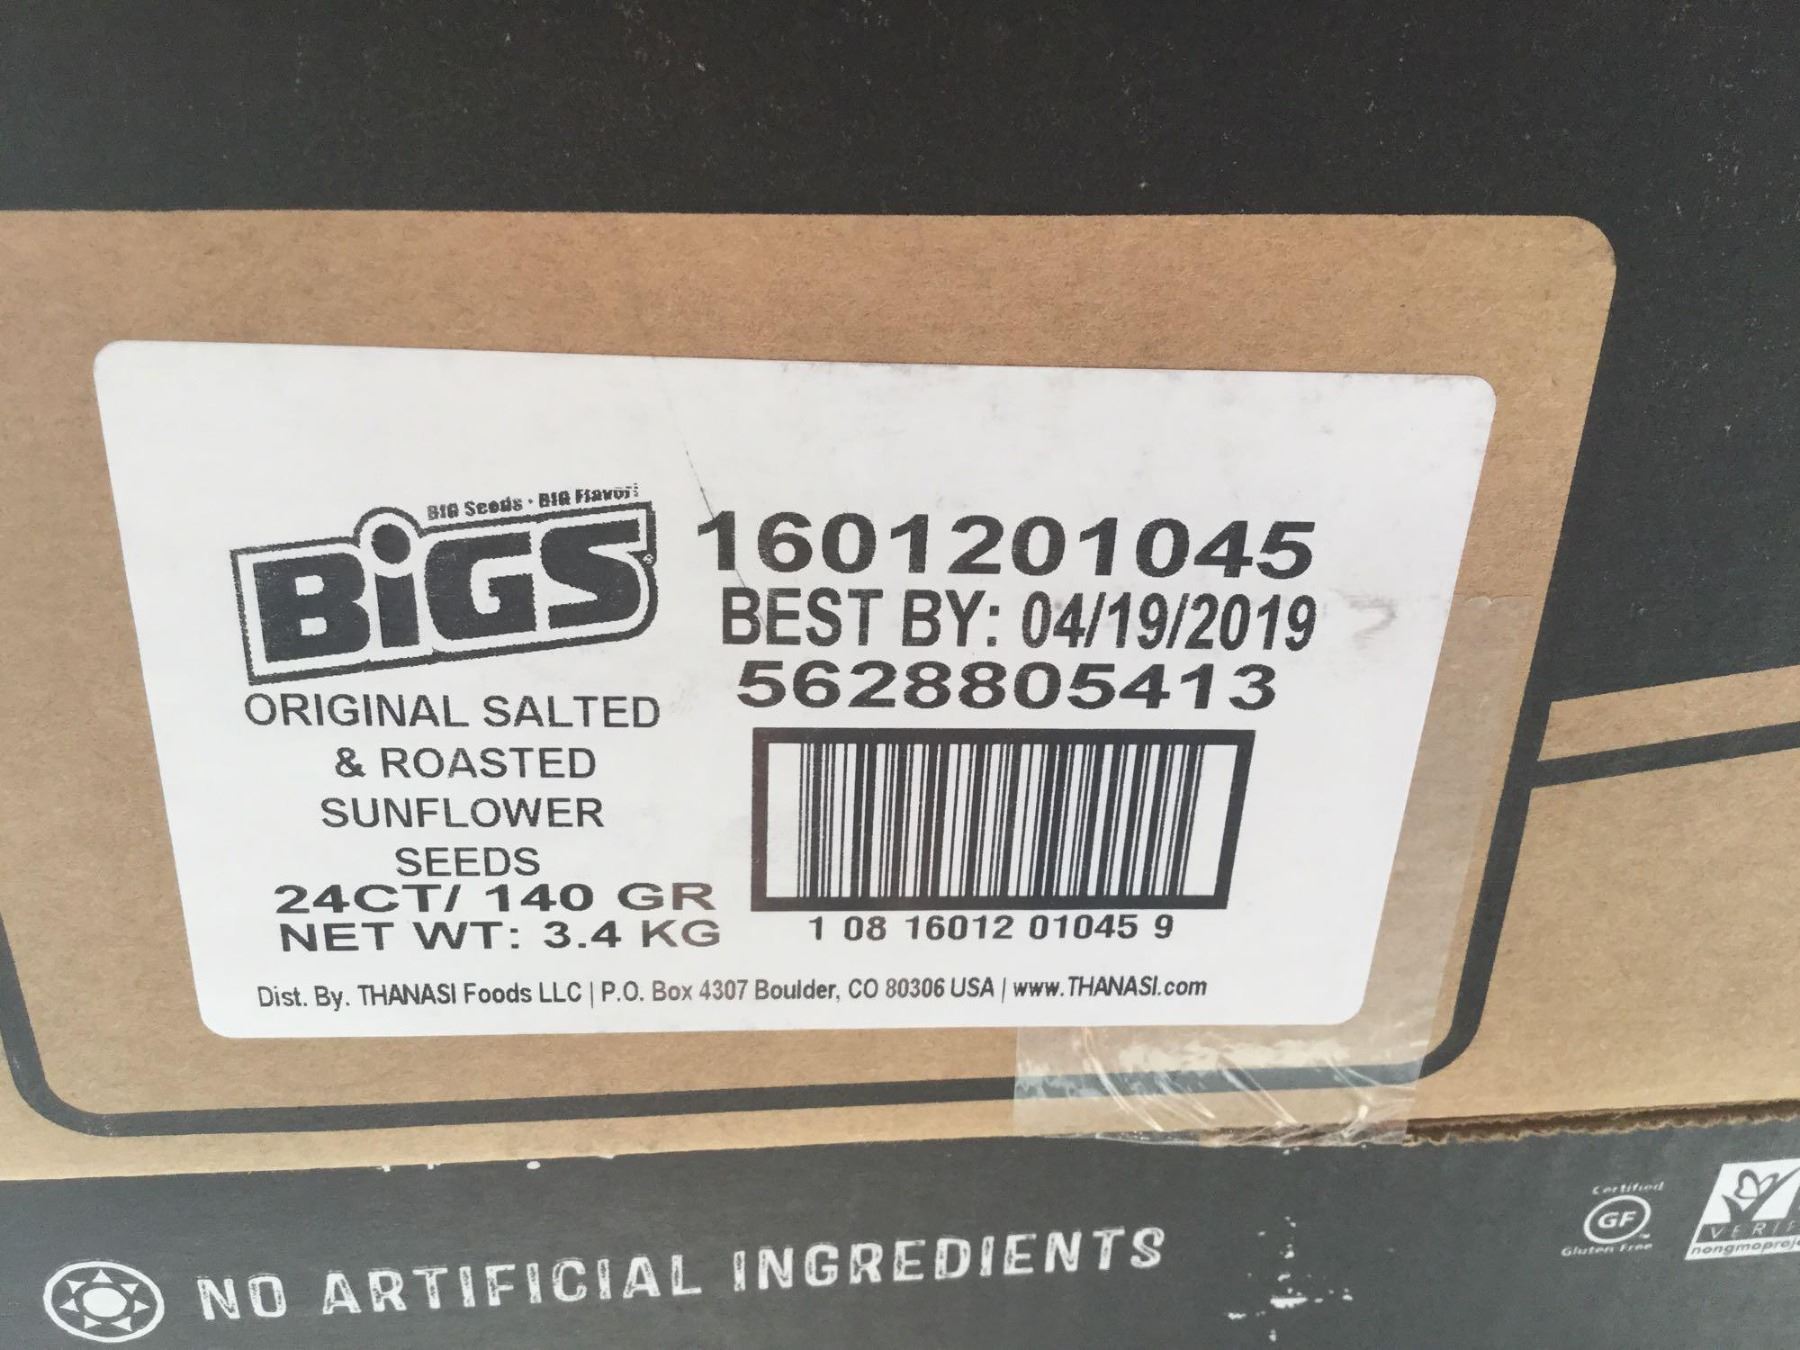 BIG Seeds · BIG Flavor!
BiGS
ORIGINAL SALTED
& ROASTED
SUNFLOWER
SEEDS
24CT/ 140 GR
NET WT: 3.4 KG
1601201045
BEST BY: 04/19/2019
5628805413
1 08 16012 01045 9
Dist. By. THANASI Foods LLC | P.O. Box 4307 Boulder, CO 80306 USA | www.THANASI.com
NO ARTIFICIAL INGREDIENTS
Certified
GF
Gluten Free